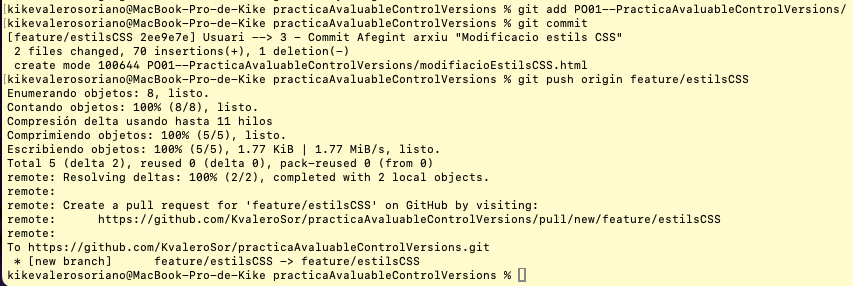 [kikevalerosoriano@MacBook-Pro-de-Kike practicaAvaluableControlVersions % git add PO01--PracticaAvaluableControlVersions/
[kikevalerosoriano@MacBook-Pro-de-Kike practicaAvaluableControlVersions % git commit
[feature/estilsCSS 2ee9e7e] Usuari --> 3 - Commit Afegint arxiu "Modificacio estils CSS"
 2 files changed, 70 insertions(+), 1 deletion(-)
 create mode 100644 PO01--PracticaAvaluableControlVersions/modifiacioEstilsCSS.html
[kikevalerosoriano@MacBook-Pro-de-Kike practicaAvaluableControlVersions % git push origin feature/estilsCSS
Enumerando objetos: 8, listo.
Contando objetos: 100% (8/8), listo.
Compresión delta usando hasta 11 hilos
Comprimiendo objetos: 100% (5/5), listo.
Escribiendo objetos: 100% (5/5), 1.77 KiB | 1.77 MiB/s, listo.
Total 5 (delta 2), reused 0 (delta 0), pack-reused 0 (from 0)
remote: Resolving deltas: 100% (2/2), completed with 2 local objects.
remote:
remote: Create a pull request for 'feature/estilsCSS' on GitHub by visiting:
remote:      https://github.com/KvaleroSor/practicaAvaluableControlVersions/pull/new/feature/estilsCSS
remote:
To https://github.com/KvaleroSor/practicaAvaluableControlVersions.git
 * [new branch]      feature/estilsCSS -> feature/estilsCSS
kikevalerosoriano@MacBook-Pro-de-Kike practicaAvaluableControlVersions %